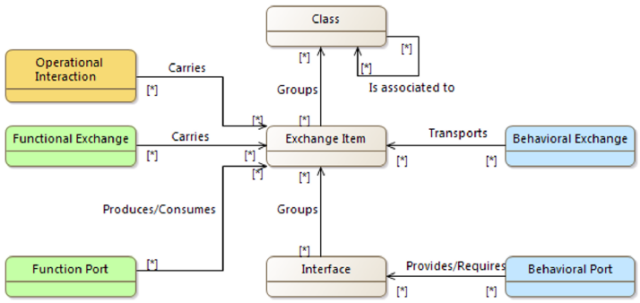 Class
[*]
[*]
[*]
Is associated to
Operational
Interaction
Carries
[*]
[*]
Groups
[*]
Functional Exchange
Carries
[*]
[*]
Exchange Item
Transports
[*]
[*]
Behavioral Exchange
[*]
[*]
Produces/Consumes
Groups
[*]
Function Port
[*]
Interface
Provides/Requires
[*]
[*]
Behavioral Port